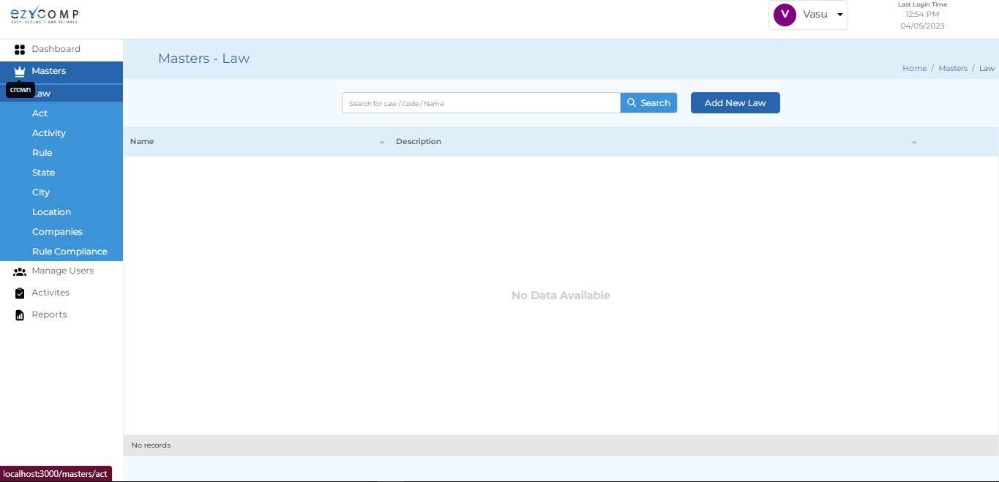 ezycomp
EASY, ACCURATE AND RELIABLE
V Vasu
Last Login Time
12:54 PM
04/05/2023
Dashboard
Masters
crown
Law
Act
Activity
Rule
State
City
Location
Companies
Rule Compliance
Manage Users
Activites
Reports
Masters - Law
Home / Masters / Law
Search for Law / Code / Name
Search
Add New Law
Name
Description
No Data Available
No records
localhost:3000/masters/act